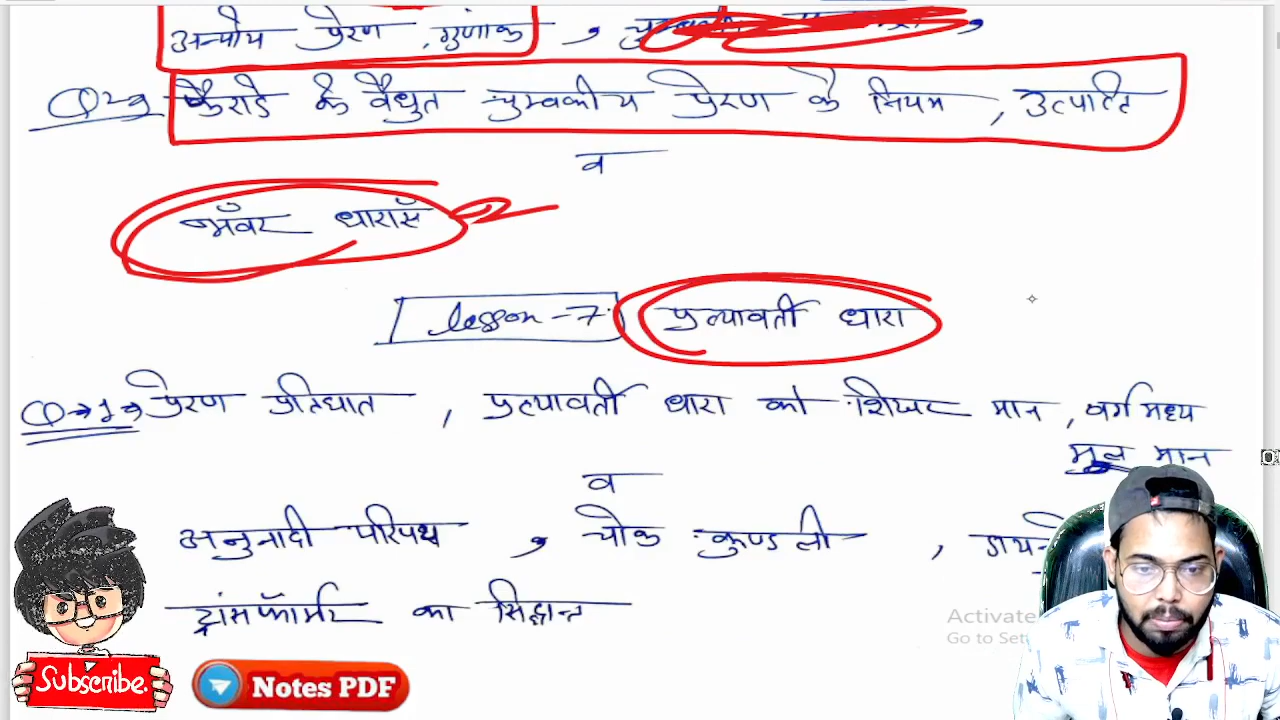 अन्योय प्रेरण गुंणाक ,
Q→2→ फैराडे के वैधुत चुम्बकीय प्रेरण के नियम , उत्पादित
व
भँवर धाराएँ
lesson-7. प्रत्यावर्ती धारा
Q→1→ प्रेरण प्रतिघात , प्रत्यावर्ती धारा को शिखर मान , वर्ग मध्य
मुल मान
व
अनुनादी परिपथ , चोक कुण्डली ,
ट्रांसफॉर्मर का सिद्धान्त
Activate
Go to Set
Subscribe.
Notes PDF